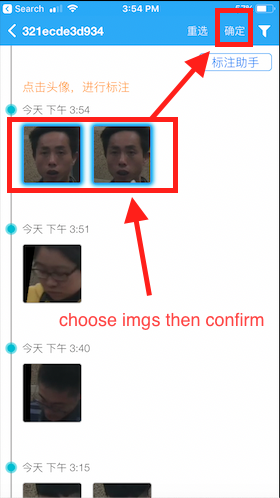 Search
3:54 PM
57%
321ecde3d934
重选
确定
标注助手
点击头像，进行标注
今天 下午 3:54
今天 下午 3:51
choose imgs then confirm
今天 下午 3:40
今天 下午 3:15